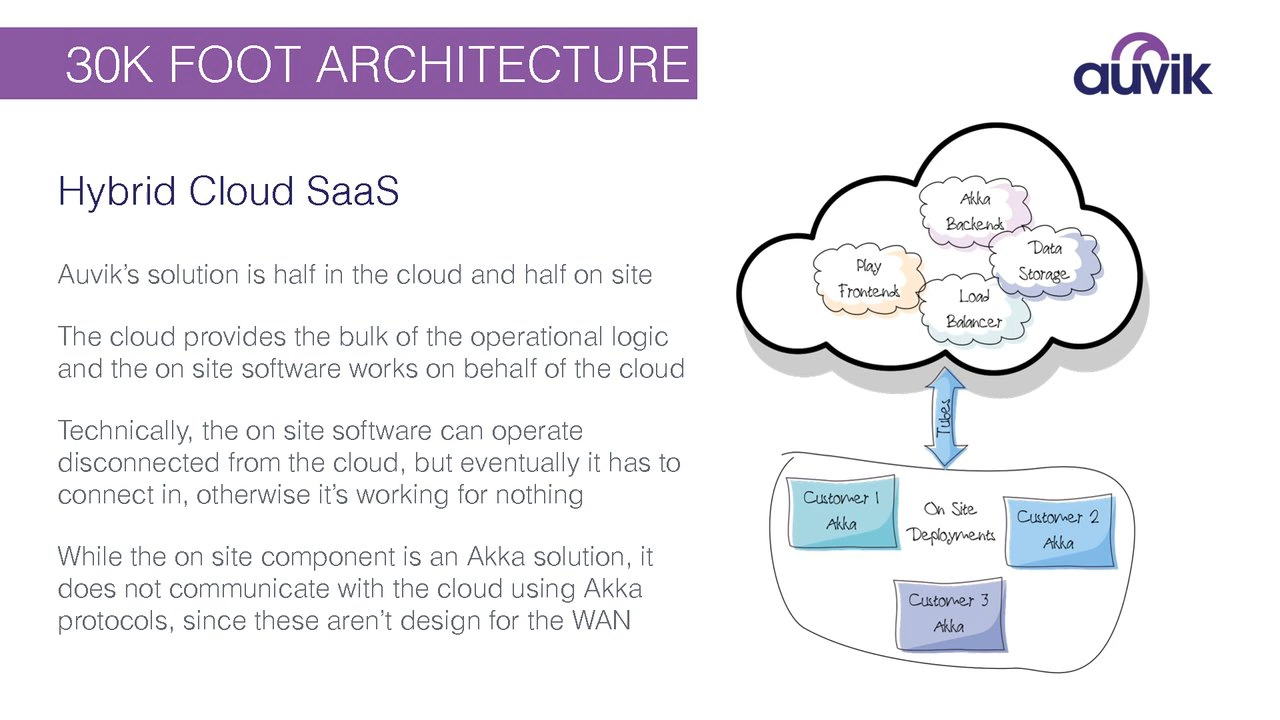 30K FOOT ARCHITECTURE
auvik
Hybrid Cloud SaaS
Auvik's solution is half in the cloud and half on site
The cloud provides the bulk of the operational logic
and the on site software works on behalf of the cloud
Technically, the on site software can operate
disconnected from the cloud, but eventually it has to
connect in, otherwise it's working for nothing
While the on site component is an Akka solution, it
does not communicate with the cloud using Akka
protocols, since these aren't design for the WAN
Akka
Backends
Data
Storage
Play
Frontends
Load
Balancer
Tubes
Customer 1
Akka
On Site
Deployments
Customer 2
Akka
Customer 3
Akka